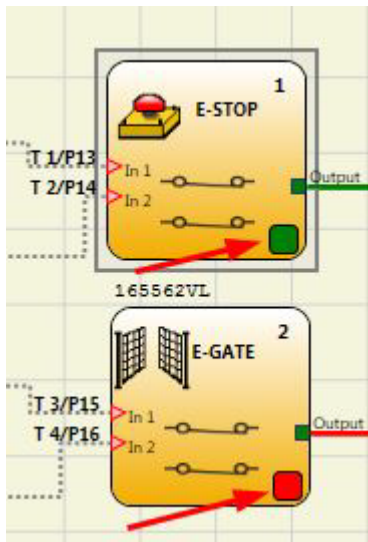 1
E-STOP
T 1/P13
In 1
Output
T 2/P14
In 2
165562VL
2
E-GATE
T 3/P15
In 1
Output
T 4/P16
In 2